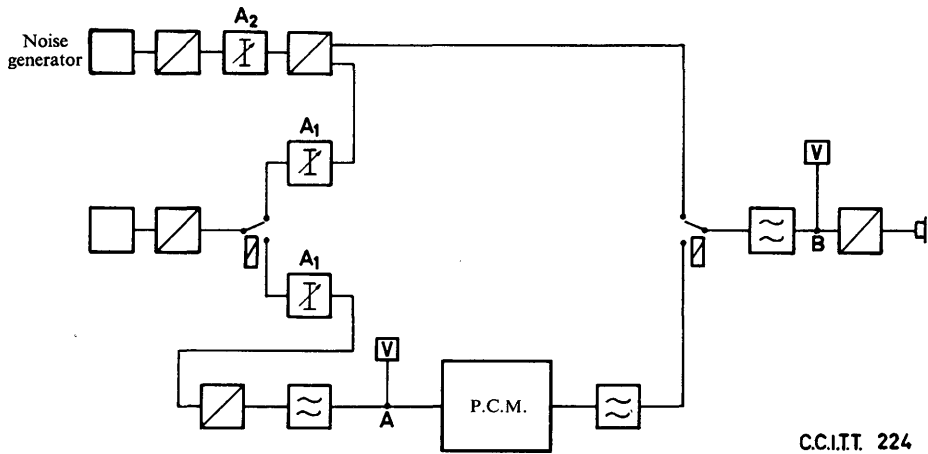 A2
Noise
generator
A1
V
B
A1
V
A
P.C.M.
C.C.I.T.T. 224